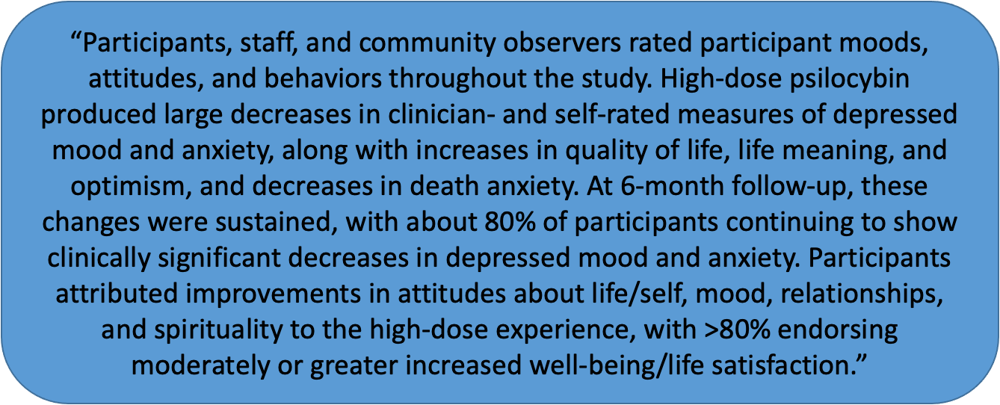 “Participants, staff, and community observers rated participant moods,
attitudes, and behaviors throughout the study. High-dose psilocybin
produced large decreases in clinician- and self-rated measures of depressed
mood and anxiety, along with increases in quality of life, life meaning, and
optimism, and decreases in death anxiety. At 6-month follow-up, these
changes were sustained, with about 80% of participants continuing to show
clinically significant decreases in depressed mood and anxiety. Participants
attributed improvements in attitudes about life/self, mood, relationships,
and spirituality to the high-dose experience, with >80% endorsing
moderately or greater increased well-being/life satisfaction.”